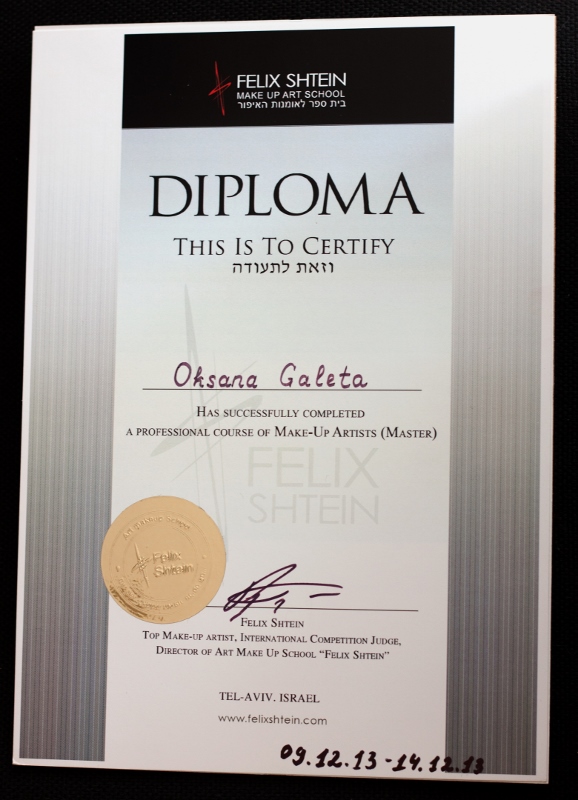 FELIX SHTEIN
MAKE UP ART SCHOOL
בית ספר לאומנות האיפור
DIPLOMA
THIS IS TO CERTIFY
וזאת לתעודה
Oksana Galeta
HAS SUCCESSFULLY COMPLETED
A PROFESSIONAL COURSE OF MAKE-UP ARTISTS (MASTER)
FELIX
SHTEIN
Felix
Shtein
FELIX SHTEIN
TOP MAKE-UP ARTIST, INTERNATIONAL COMPETITION JUDGE,
DIRECTOR OF ART MAKE UP SCHOOL "FELIX SHTEIN"
TEL-AVIV. ISRAEL
www.felixshtein.com
09.12.13-14.12.13